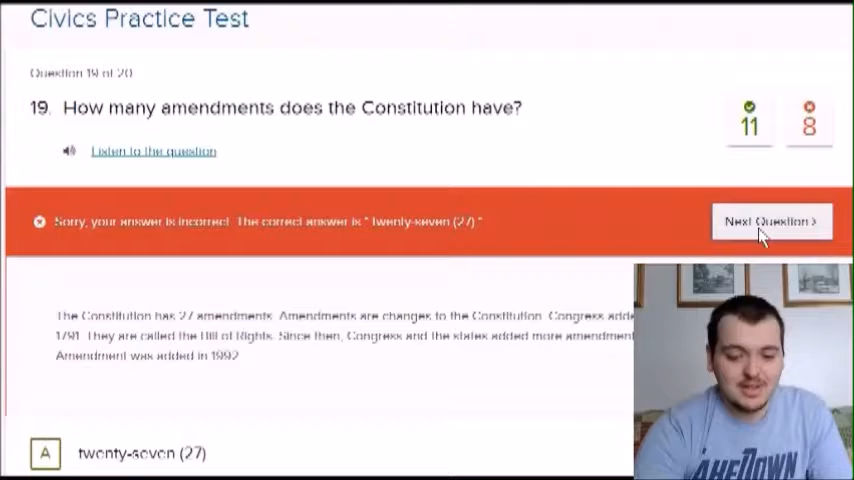 Civics Practice Test
Question 19 of 20
19. How many amendments does the Constitution have?
11
8
Listen to the question
Sorry, your answer is incorrect. The correct answer is " twenty-seven (27) "
Next Question ›
The Constitution has 27 amendments. Amendments are changes to the Constitution. Congress adde
1791. They are called the Bill of Rights. Since then, Congress and the states added more amendment
Amendment was added in 1992
A twenty-seven (27)